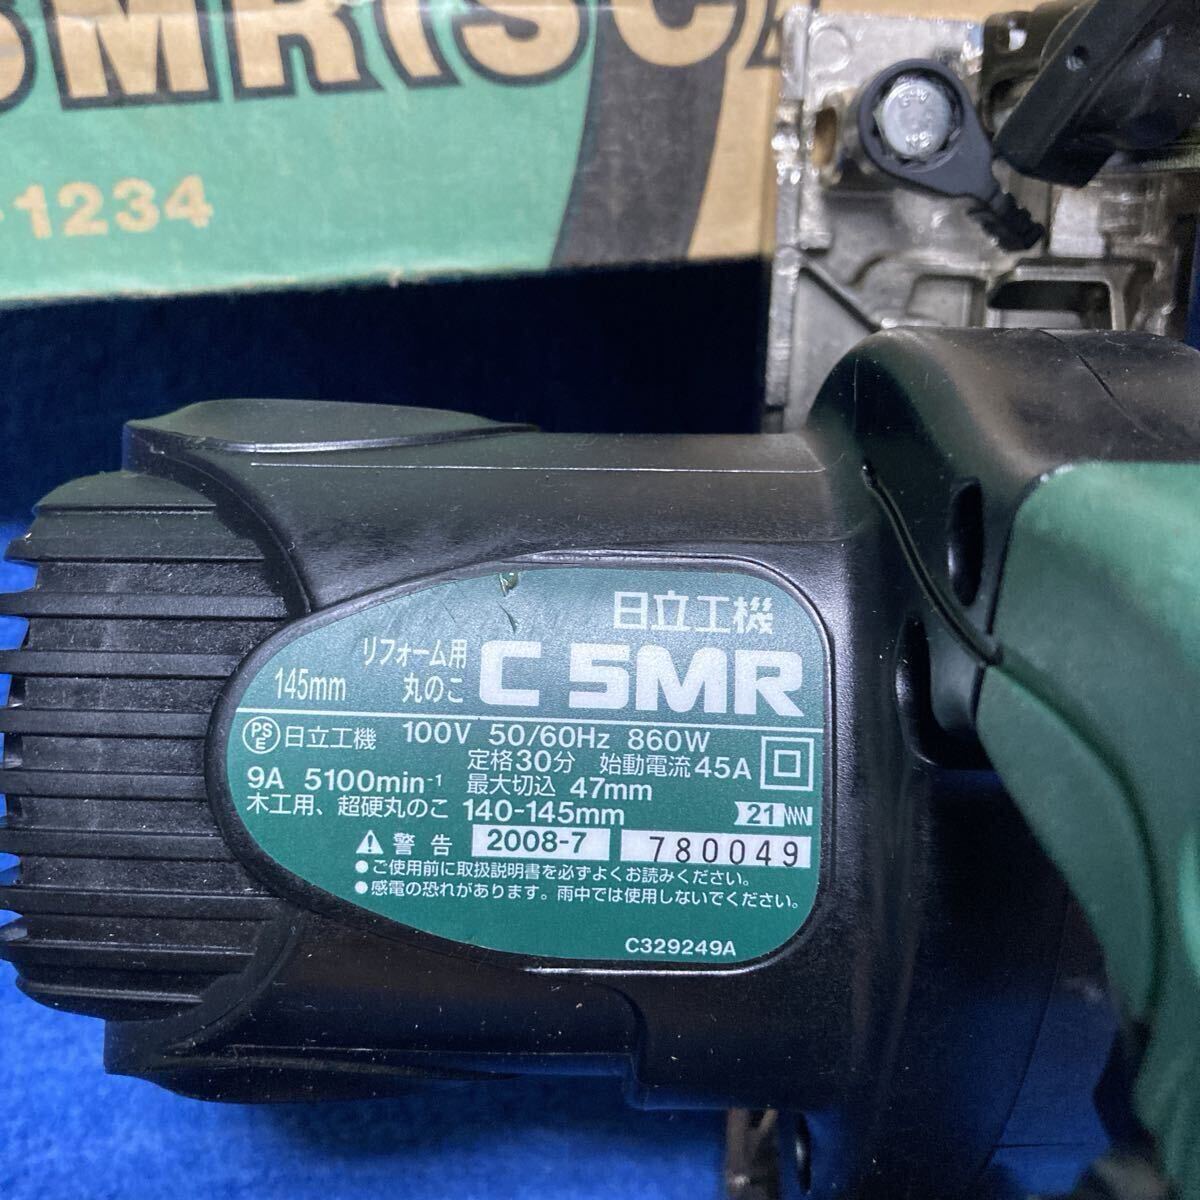 5MR(SC)
-1234
日立工機
リフォーム用
145mm 丸のこ C 5MR
PS
E 日立工機 100V 50/60Hz 860W
定格30分 始動電流45A
9A 5100min⁻¹ 最大切込 47mm
木工用、超硬丸のこ 140-145mm 21
警告 2008-7 780049
●ご使用前に取扱説明書を必ずよくお読みください。
●感電の恐れがあります。雨中では使用しないでください。
C329249A